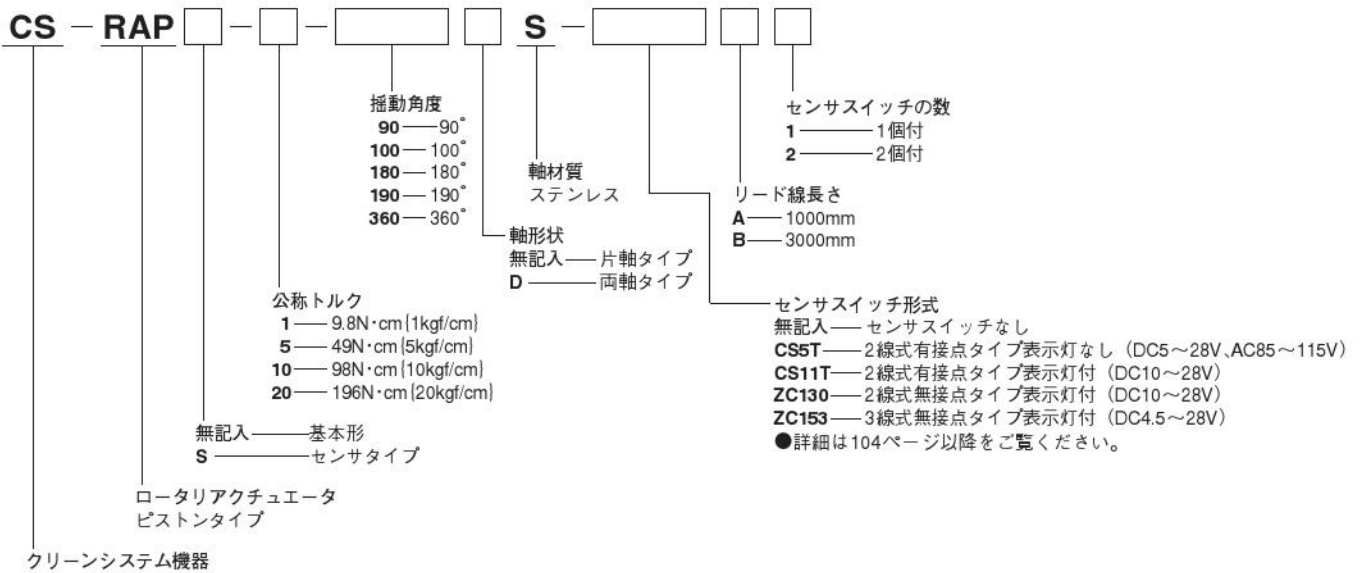 CS － RAP － － S －
揺動角度
90 90°
100 100°
180 180°
190 190°
360 360°
センサスイッチの数
1 1個付
2 2個付
軸材質
ステンレス
リード線長さ
A 1000mm
B 3000mm
軸形状
無記入 片軸タイプ
D 両軸タイプ
公称トルク
1 9.8N・cm{1kgf/cm}
5 49N・cm{5kgf/cm}
10 98N・cm{10kgf/cm}
20 196N・cm{20kgf/cm}
センサスイッチ形式
無記入 センサスイッチなし
CS5T 2線式有接点タイプ表示灯なし（DC5～28V、AC85～115V）
CS11T 2線式有接点タイプ表示灯付（DC10～28V）
ZC130 2線式無接点タイプ表示灯付（DC10～28V）
ZC153 3線式無接点タイプ表示灯付（DC4.5～28V）
●詳細は104ページ以降をご覧ください。
無記入 基本形
S センサタイプ
ロータリアクチュエータ
ピストンタイプ
クリーンシステム機器